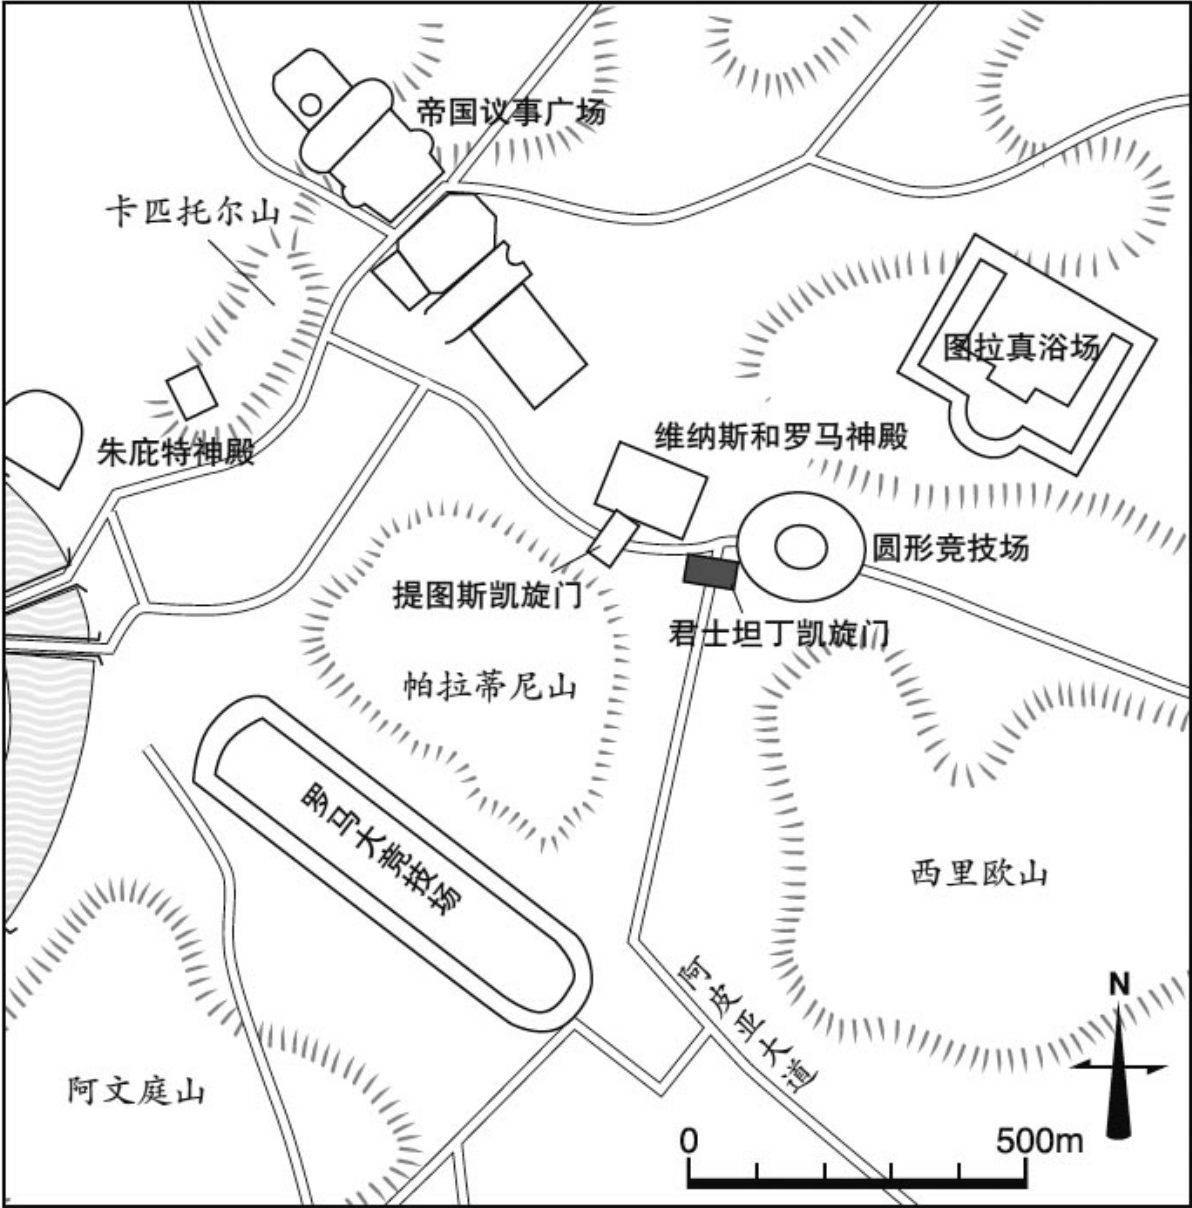 帝国议事广场
卡匹托尔山
图拉真浴场
维纳斯和罗马神殿
朱庇特神殿
圆形竞技场
提图斯凯旋门
君士坦丁凯旋门
帕拉蒂尼山
罗马大竞技场
西里欧山
阿皮亚大道
N
阿文庭山
0 500m